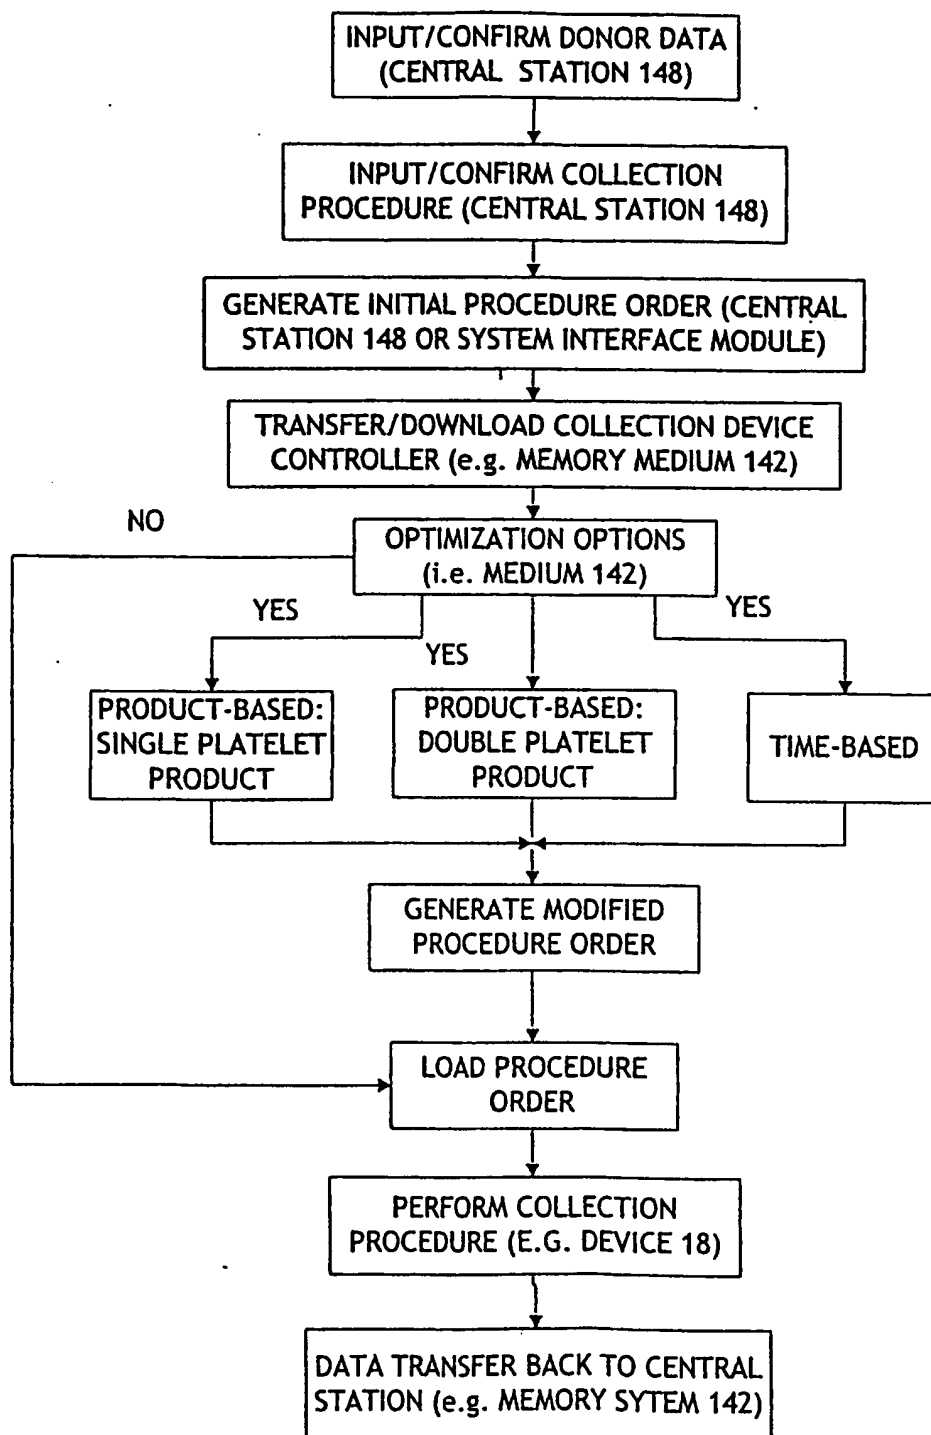 INPUT/CONFIRM DONOR DATA
(CENTRAL STATION 148)
INPUT/CONFIRM COLLECTION
PROCEDURE (CENTRAL STATION 148)
GENERATE INITIAL PROCEDURE ORDER (CENTRAL
STATION 148 OR SYSTEM INTERFACE MODULE)
TRANSFER/DOWNLOAD COLLECTION DEVICE
CONTROLLER (e.g. MEMORY MEDIUM 142)
NO
OPTIMIZATION OPTIONS
(i.e. MEDIUM 142)
YES
YES
YES
PRODUCT-BASED:
SINGLE PLATELET
PRODUCT
PRODUCT-BASED:
DOUBLE PLATELET
PRODUCT
TIME-BASED
GENERATE MODIFIED
PROCEDURE ORDER
LOAD PROCEDURE
ORDER
PERFORM COLLECTION
PROCEDURE (E.G. DEVICE 18)
DATA TRANSFER BACK TO CENTRAL
STATION (e.g. MEMORY SYTEM 142)